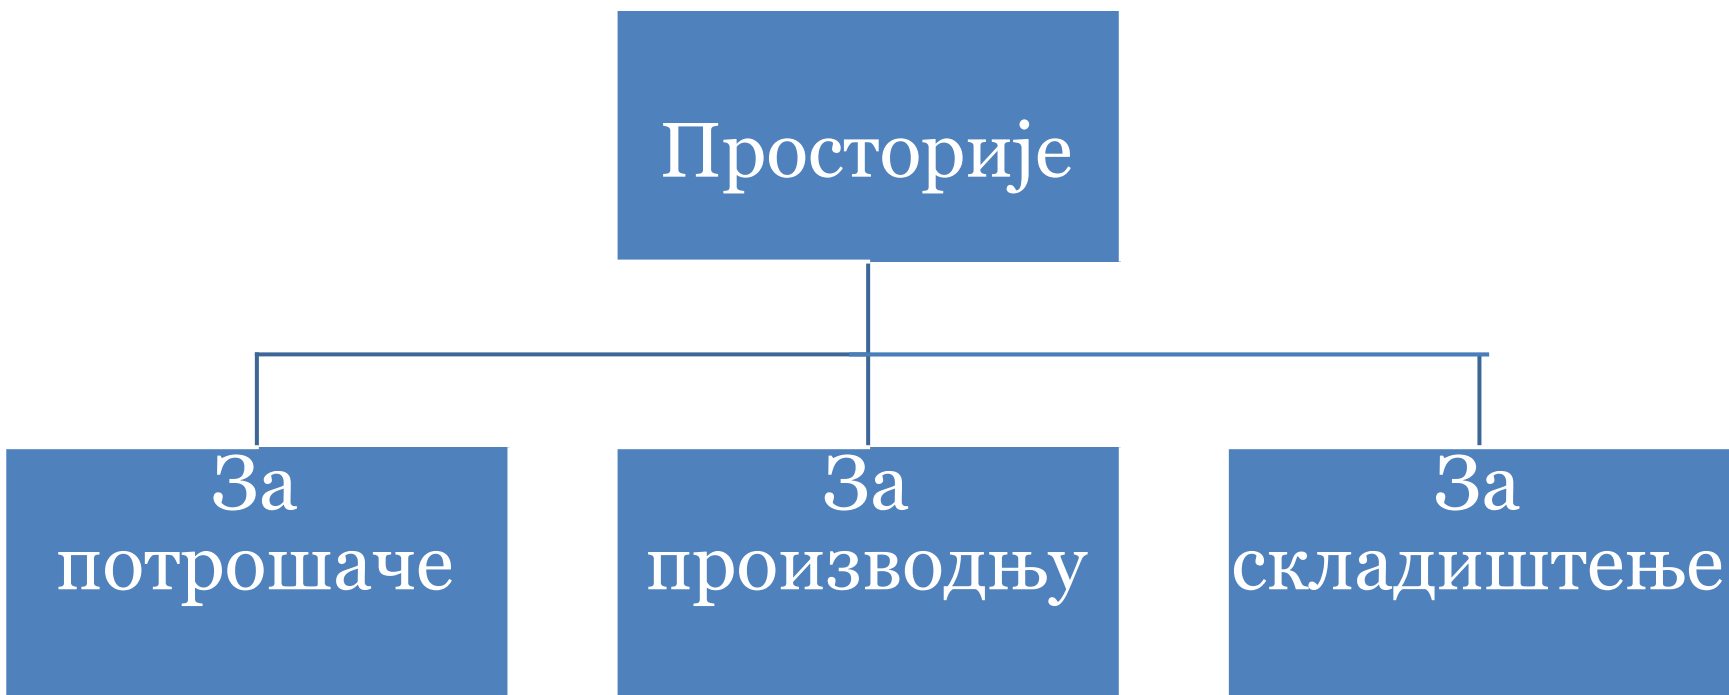 Просторије
За
потрошаче
За
производњу
За
складиштење